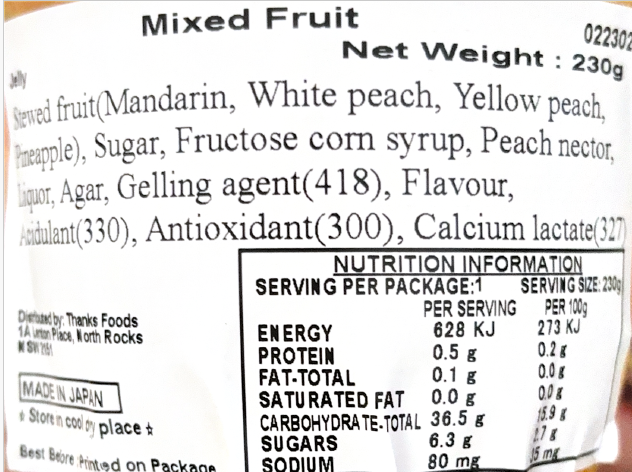 Mixed Fruit
022302
Net Weight : 230g
Jelly
Stewed fruit(Mandarin, White peach, Yellow peach,
Pineapple), Sugar, Fructose corn syrup, Peach nector,
Liquor, Agar, Gelling agent(418), Flavour,
Acidulant(330), Antioxidant(300), Calcium lactate(327)
NUTRITION INFORMATION
SERVING PER PACKAGE:1 SERVING SIZE: 230g
PER SERVING PER 100g
ENERGY 628 KJ 273 KJ
PROTEIN 0.5 g 0.2 g
FAT-TOTAL 0.1 g 0.0 g
SATURATED FAT 0.0 g 0.0 g
CARBOHYDRATE-TOTAL 36.5 g 15.9 g
SUGARS 6.3 g 2.7 g
SODIUM 80 mg
Distributed by: Thanks Foods
1A Place, North Rocks
NSW 2151
MADE IN JAPAN
* Store in cool dry place *
Best Before :Printed on Package